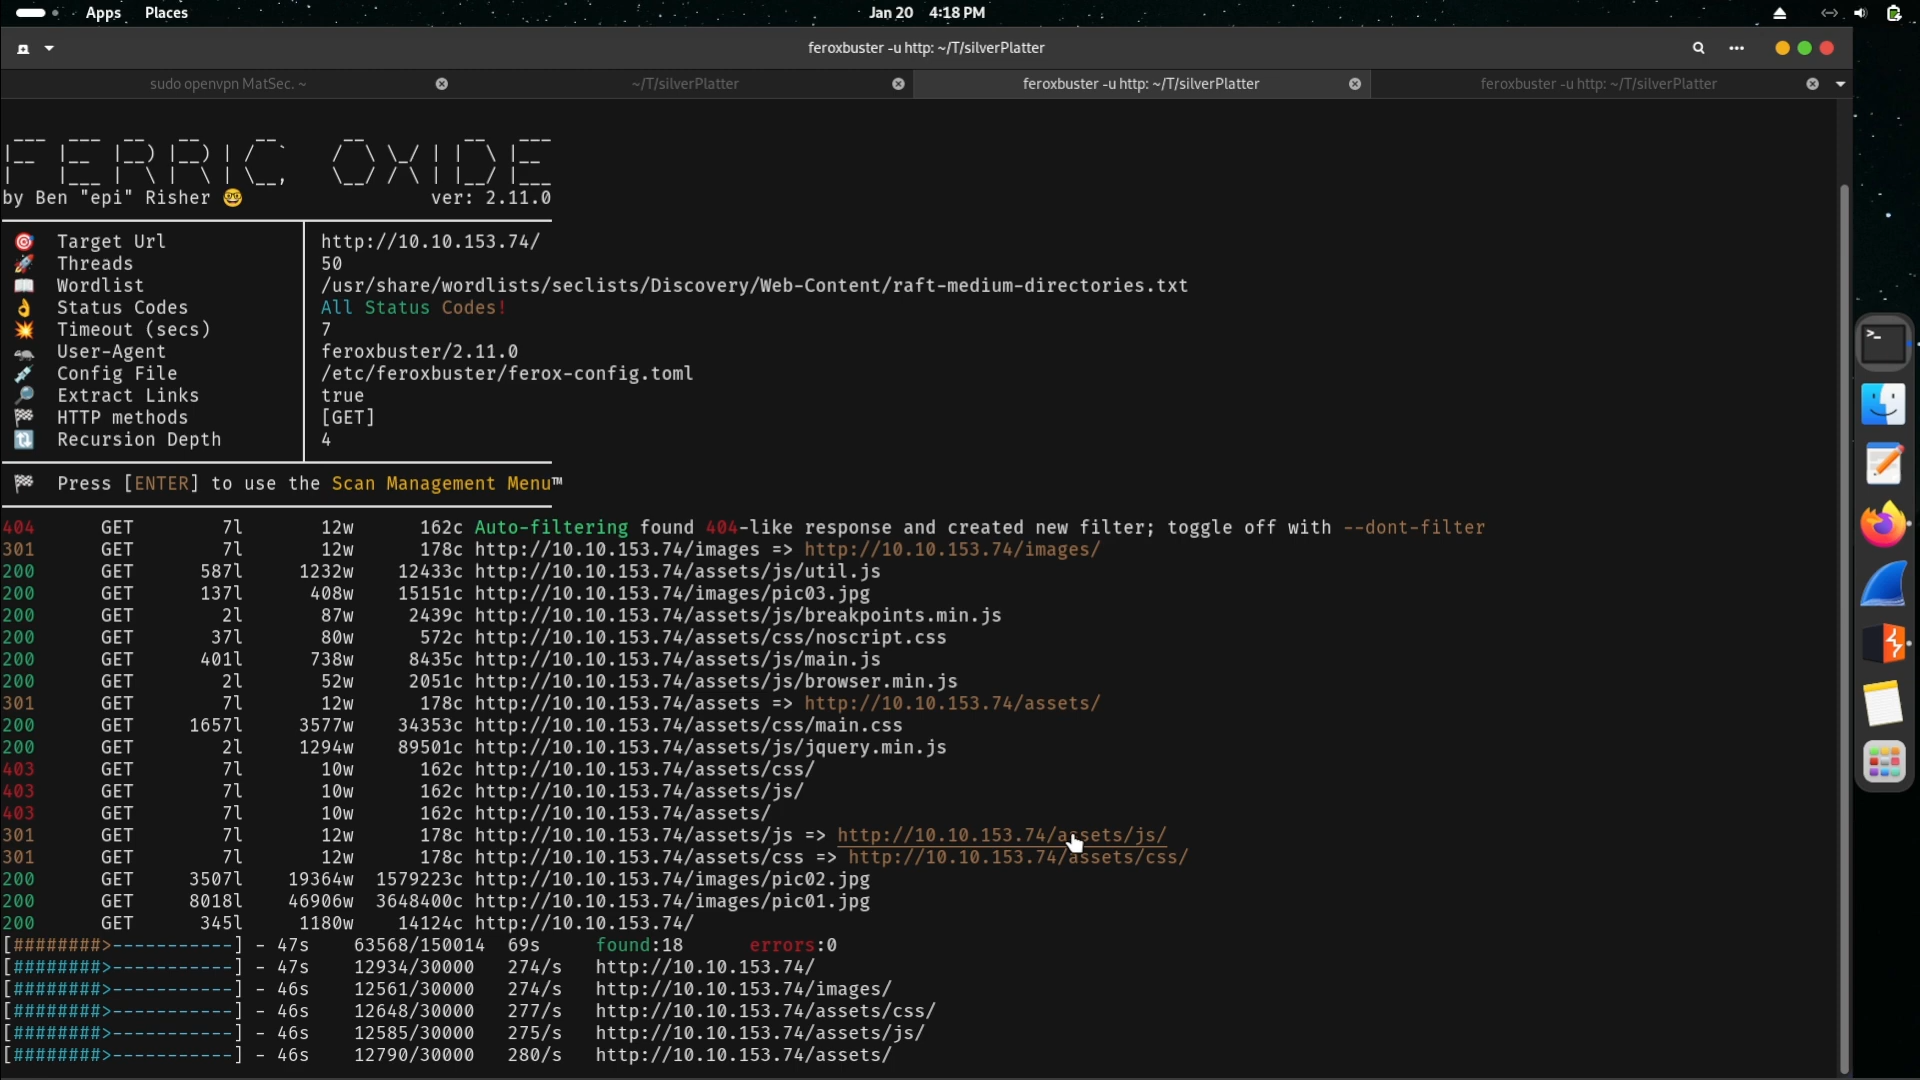 Apps Places Jan 20 4:18 PM
feroxbuster -u http: ~/T/silverPlatter
sudo openvpn MatSec. ~ ~/T/silverPlatter feroxbuster -u http: ~/T/silverPlatter feroxbuster -u http: ~/T/silverPlatter
FERRIC OXIDE
by Ben "epi" Risher 🤓 ver: 2.11.0
🎯 Target Url http://10.10.153.74/
🚀 Threads 50
📖 Wordlist /usr/share/wordlists/seclists/Discovery/Web-Content/raft-medium-directories.txt
👌 Status Codes All Status Codes!
💥 Timeout (secs) 7
🦡 User-Agent feroxbuster/2.11.0
💉 Config File /etc/feroxbuster/ferox-config.toml
🔎 Extract Links true
🏁 HTTP methods [GET]
🔃 Recursion Depth 4
🏁 Press [ENTER] to use the Scan Management Menu™
404 GET 7l 12w 162c Auto-filtering found 404-like response and created new filter; toggle off with --dont-filter
301 GET 7l 12w 178c http://10.10.153.74/images => http://10.10.153.74/images/
200 GET 587l 1232w 12433c http://10.10.153.74/assets/js/util.js
200 GET 137l 408w 15151c http://10.10.153.74/images/pic03.jpg
200 GET 2l 87w 2439c http://10.10.153.74/assets/js/breakpoints.min.js
200 GET 37l 80w 572c http://10.10.153.74/assets/css/noscript.css
200 GET 401l 738w 8435c http://10.10.153.74/assets/js/main.js
200 GET 2l 52w 2051c http://10.10.153.74/assets/js/browser.min.js
301 GET 7l 12w 178c http://10.10.153.74/assets => http://10.10.153.74/assets/
200 GET 1657l 3577w 34353c http://10.10.153.74/assets/css/main.css
200 GET 2l 1294w 89501c http://10.10.153.74/assets/js/jquery.min.js
403 GET 7l 10w 162c http://10.10.153.74/assets/css/
403 GET 7l 10w 162c http://10.10.153.74/assets/js/
403 GET 7l 10w 162c http://10.10.153.74/assets/
301 GET 7l 12w 178c http://10.10.153.74/assets/js => http://10.10.153.74/assets/js/
301 GET 7l 12w 178c http://10.10.153.74/assets/css => http://10.10.153.74/assets/css/
200 GET 3507l 19364w 1579223c http://10.10.153.74/images/pic02.jpg
200 GET 8018l 46906w 3648400c http://10.10.153.74/images/pic01.jpg
200 GET 345l 1180w 14124c http://10.10.153.74/
[########>-----------] - 47s 63568/150014 69s found:18 errors:0
[########>-----------] - 47s 12934/30000 274/s http://10.10.153.74/
[########>-----------] - 46s 12561/30000 274/s http://10.10.153.74/images/
[########>-----------] - 46s 12648/30000 277/s http://10.10.153.74/assets/css/
[########>-----------] - 46s 12585/30000 275/s http://10.10.153.74/assets/js/
[########>-----------] - 46s 12790/30000 280/s http://10.10.153.74/assets/